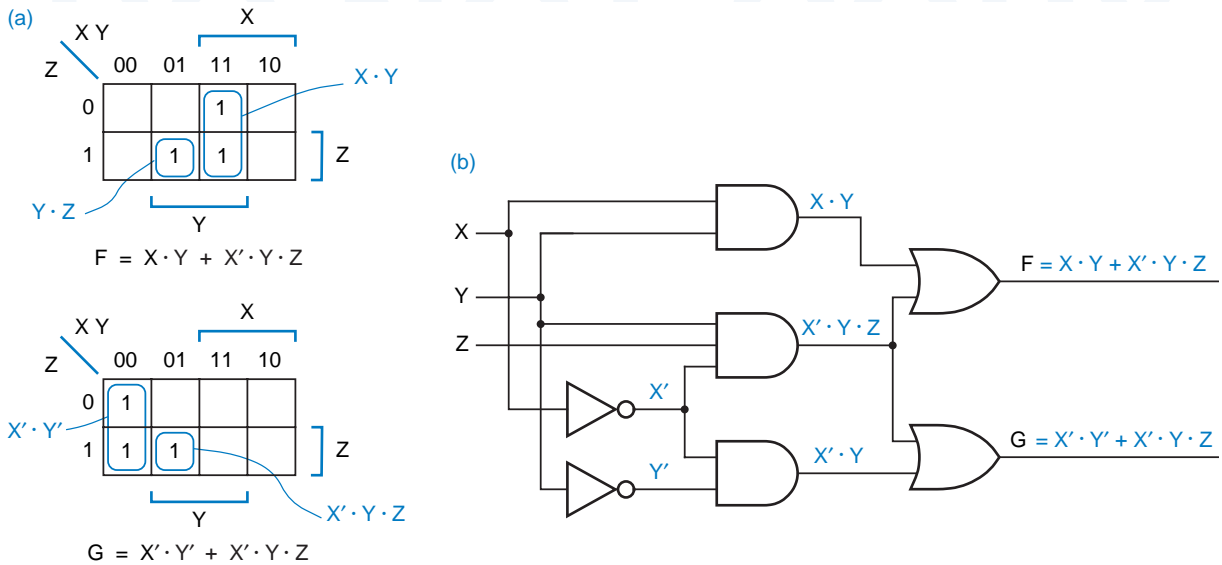 (a)
X Y
X
Z
00 01 11 10
X · Y
0
1
1
1 1
Z
Y · Z
Y
F = X · Y + X′ · Y · Z
X Y
X
Z
00 01 11 10
0
1
X′ · Y′
1
1 1
Z
Y
X′ · Y · Z
G = X′ · Y′ + X′ · Y · Z
(b)
X · Y
X
F = X · Y + X′ · Y · Z
Y
X′ · Y · Z
Z
X′
G = X′ · Y′ + X′ · Y · Z
X′ · Y
Y′